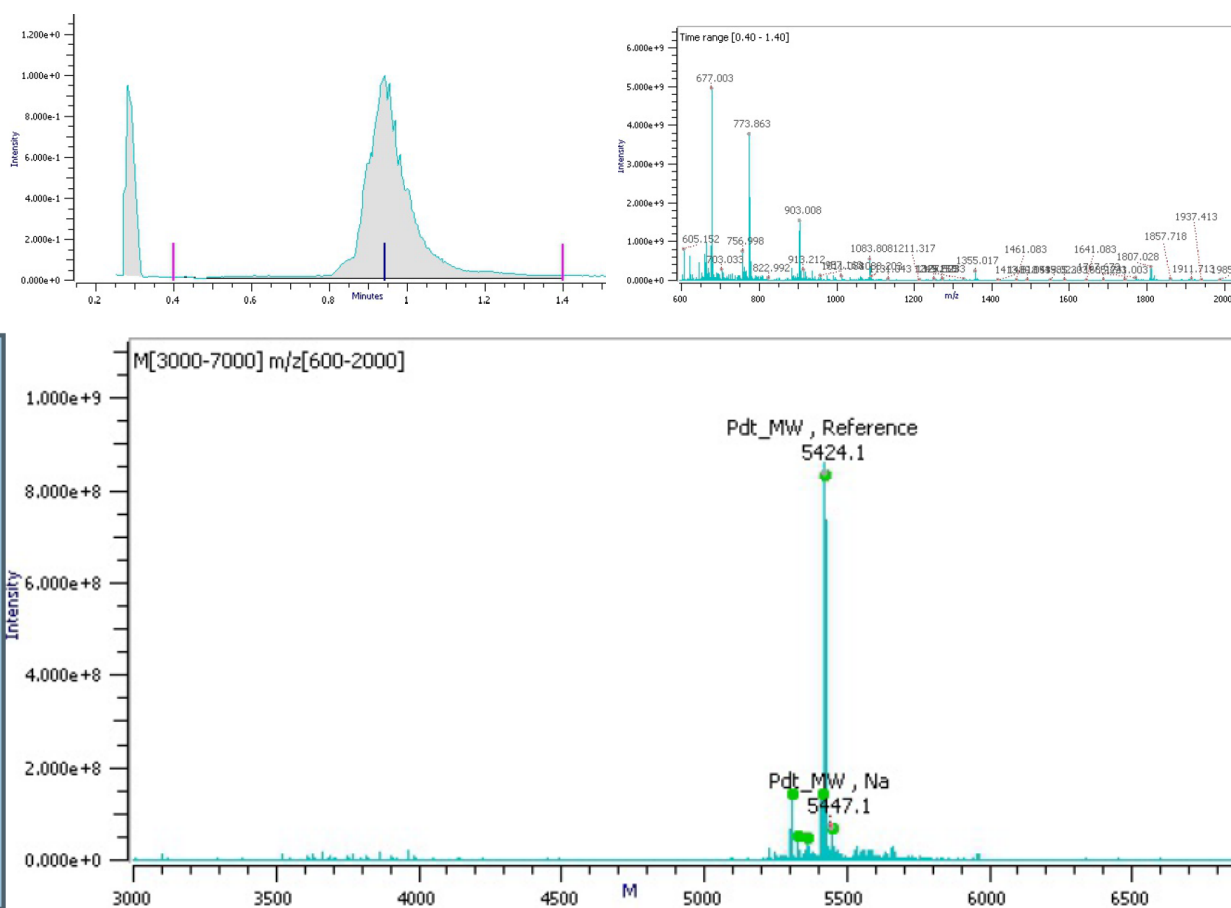 1.200e+0
1.000e+0
8.000e-1
6.000e-1
4.000e-1
2.000e-1
0.000e+0
Intensity
0.2 0.4 0.6 0.8 1 1.2 1.4
Minutes
Time range [0.40 - 1.40]
6.000e+9
5.000e+9
4.000e+9
3.000e+9
2.000e+9
1.000e+9
0.000e+0
Intensity
677.003
773.863
903.008
605.152
756.998
703.033
822.992
913.212
1083.808
1211.317
1355.017
1461.083
1641.083
1807.028
1857.718
1937.413
1911.713
1985
600 800 1000 1200 1400 1600 1800 2000
m/z
M[3000-7000] m/z[600-2000]
1.000e+9
8.000e+8
6.000e+8
4.000e+8
2.000e+8
0.000e+0
Intensity
Pdt_MW , Reference
5424.1
Pdt_MW , Na
5447.1
3000 3500 4000 4500 5000 5500 6000 6500
M